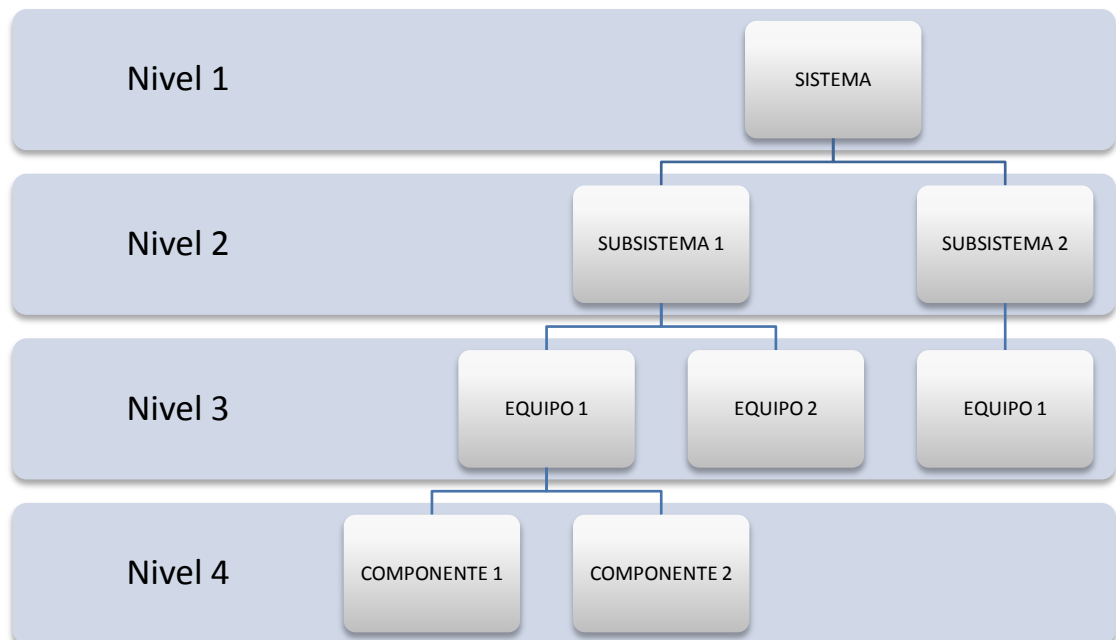 Nivel 1
SISTEMA
Nivel 2
SUBSISTEMA 1
SUBSISTEMA 2
Nivel 3
EQUIPO 1
EQUIPO 2
EQUIPO 1
Nivel 4
COMPONENTE 1
COMPONENTE 2